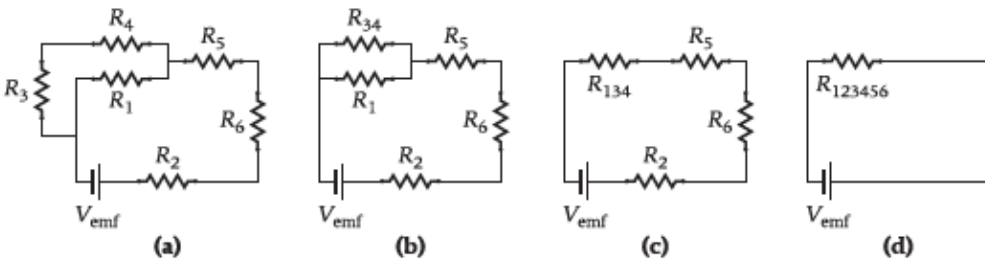 R4 R5 R3 R1 R6 R2 Vemf (a)
R34 R5 R1 R6 R2 Vemf (b)
R5 R134 R6 R2 Vemf (c)
R123456 Vemf (d)